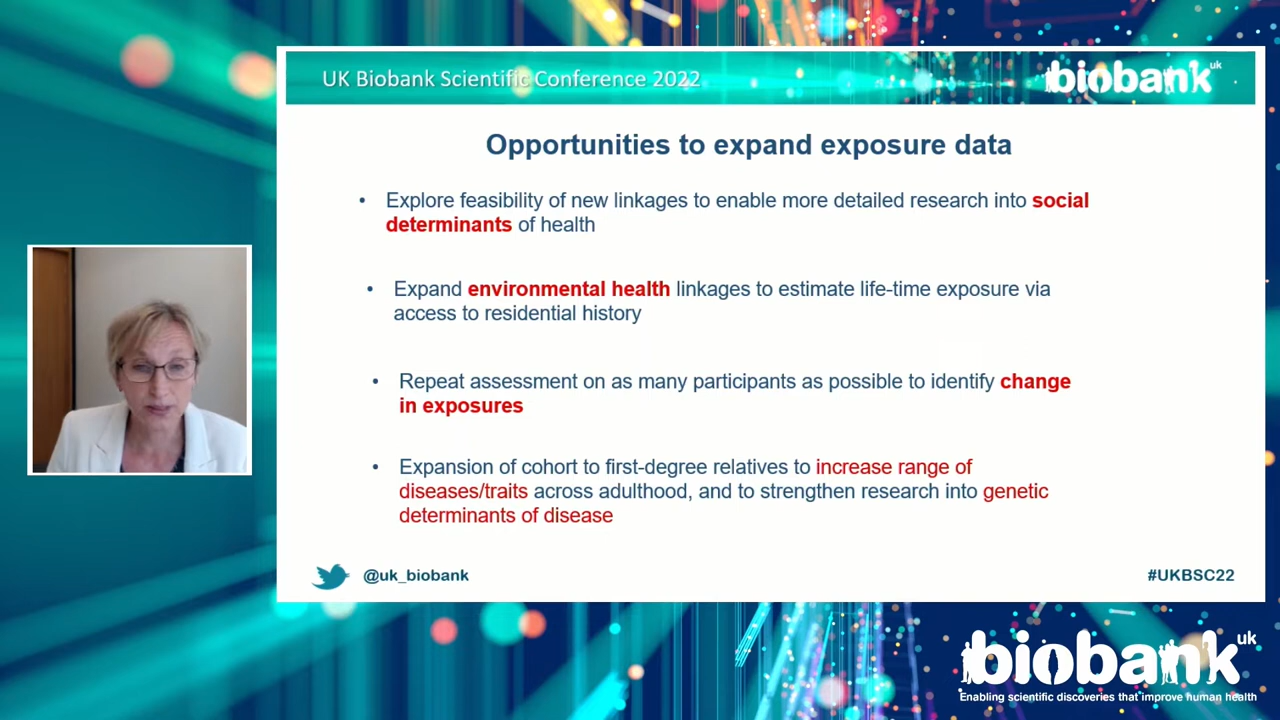 UK Biobank Scientific Conference 2022
biobank uk
Opportunities to expand exposure data
• Explore feasibility of new linkages to enable more detailed research into social
determinants of health
• Expand environmental health linkages to estimate life-time exposure via
access to residential history
• Repeat assessment on as many participants as possible to identify change
in exposures
• Expansion of cohort to first-degree relatives to increase range of
diseases/traits across adulthood, and to strengthen research into genetic
determinants of disease
@uk_biobank
#UKBSC22
biobank uk
Enabling scientific discoveries that improve human health